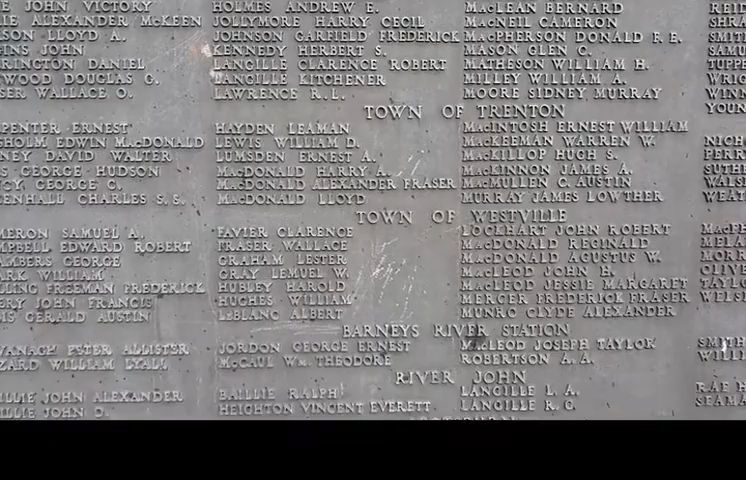 JOHN VICTORY HOLMES ANDREW E. MacLEAN BERNARD
ALEXANDER McKEEN JOLLYMORE HARRY CECIL MacNEIL CAMERON
LLOYD A. JOHNSON GARFIELD FREDERICK MacPHERSON DONALD F. E.
JOHN KENNEDY HERBERT S. MASON GLEN C.
DANIEL LANGILLE CLARENCE ROBERT MATHESON WILLIAM H.
DOUGLAS G. LANGILLE KITCHENER MILLEY WILLIAM A.
WALLACE O. LAWRENCE R. L. MOORE SIDNEY MURRAY
TOWN OF TRENTON
ERNEST HAYDEN LEAMAN MacINTOSH ERNEST WILLIAM
EDWIN MacDONALD LEWIS WILLIAM D. MacKEEMAN WARREN W.
DAVID WALTER LUMSDEN ERNEST A. MacKILLOP HUGH S.
GEORGE HUDSON MacDONALD HARRY A. MacKINNON JAMES A.
GEORGE C. MacDONALD ALEXANDER FRASER MacMULLEN C. AUSTIN
CHARLES S. S. MacDONALD LLOYD MURRAY JAMES LOWTHER
TOWN OF WESTVILLE
SAMUEL A. FAVIER CLARENCE LOCKHART JOHN ROBERT
EDWARD ROBERT FRASER WALLACE MacDONALD REGINALD
GEORGE GRAHAM LESTER MacDONALD AGUSTUS W.
WILLIAM GRAY LEMUEL W. MacLEOD JOHN H.
FREEMAN FREDERICK HUBLEY HAROLD MacLEOD JESSIE MARGARET
JOHN FRANCIS HUGHES WILLIAM MERCER FREDERICK FRASER
GERALD AUSTIN LeBLANC ALBERT MUNRO CLYDE ALEXANDER
BARNEYS RIVER STATION
PETER ALLISTER JORDON GEORGE ERNEST MacLEOD JOSEPH TAYLOR
WILLIAM LYALL McCAUL Wm. THEODORE ROBERTSON A. A.
RIVER JOHN
JOHN ALEXANDER BAILLIE RALPH LANGILLE L. A.
JOHN D. HEIGHTON VINCENT EVERETT LANGILLE R. G.